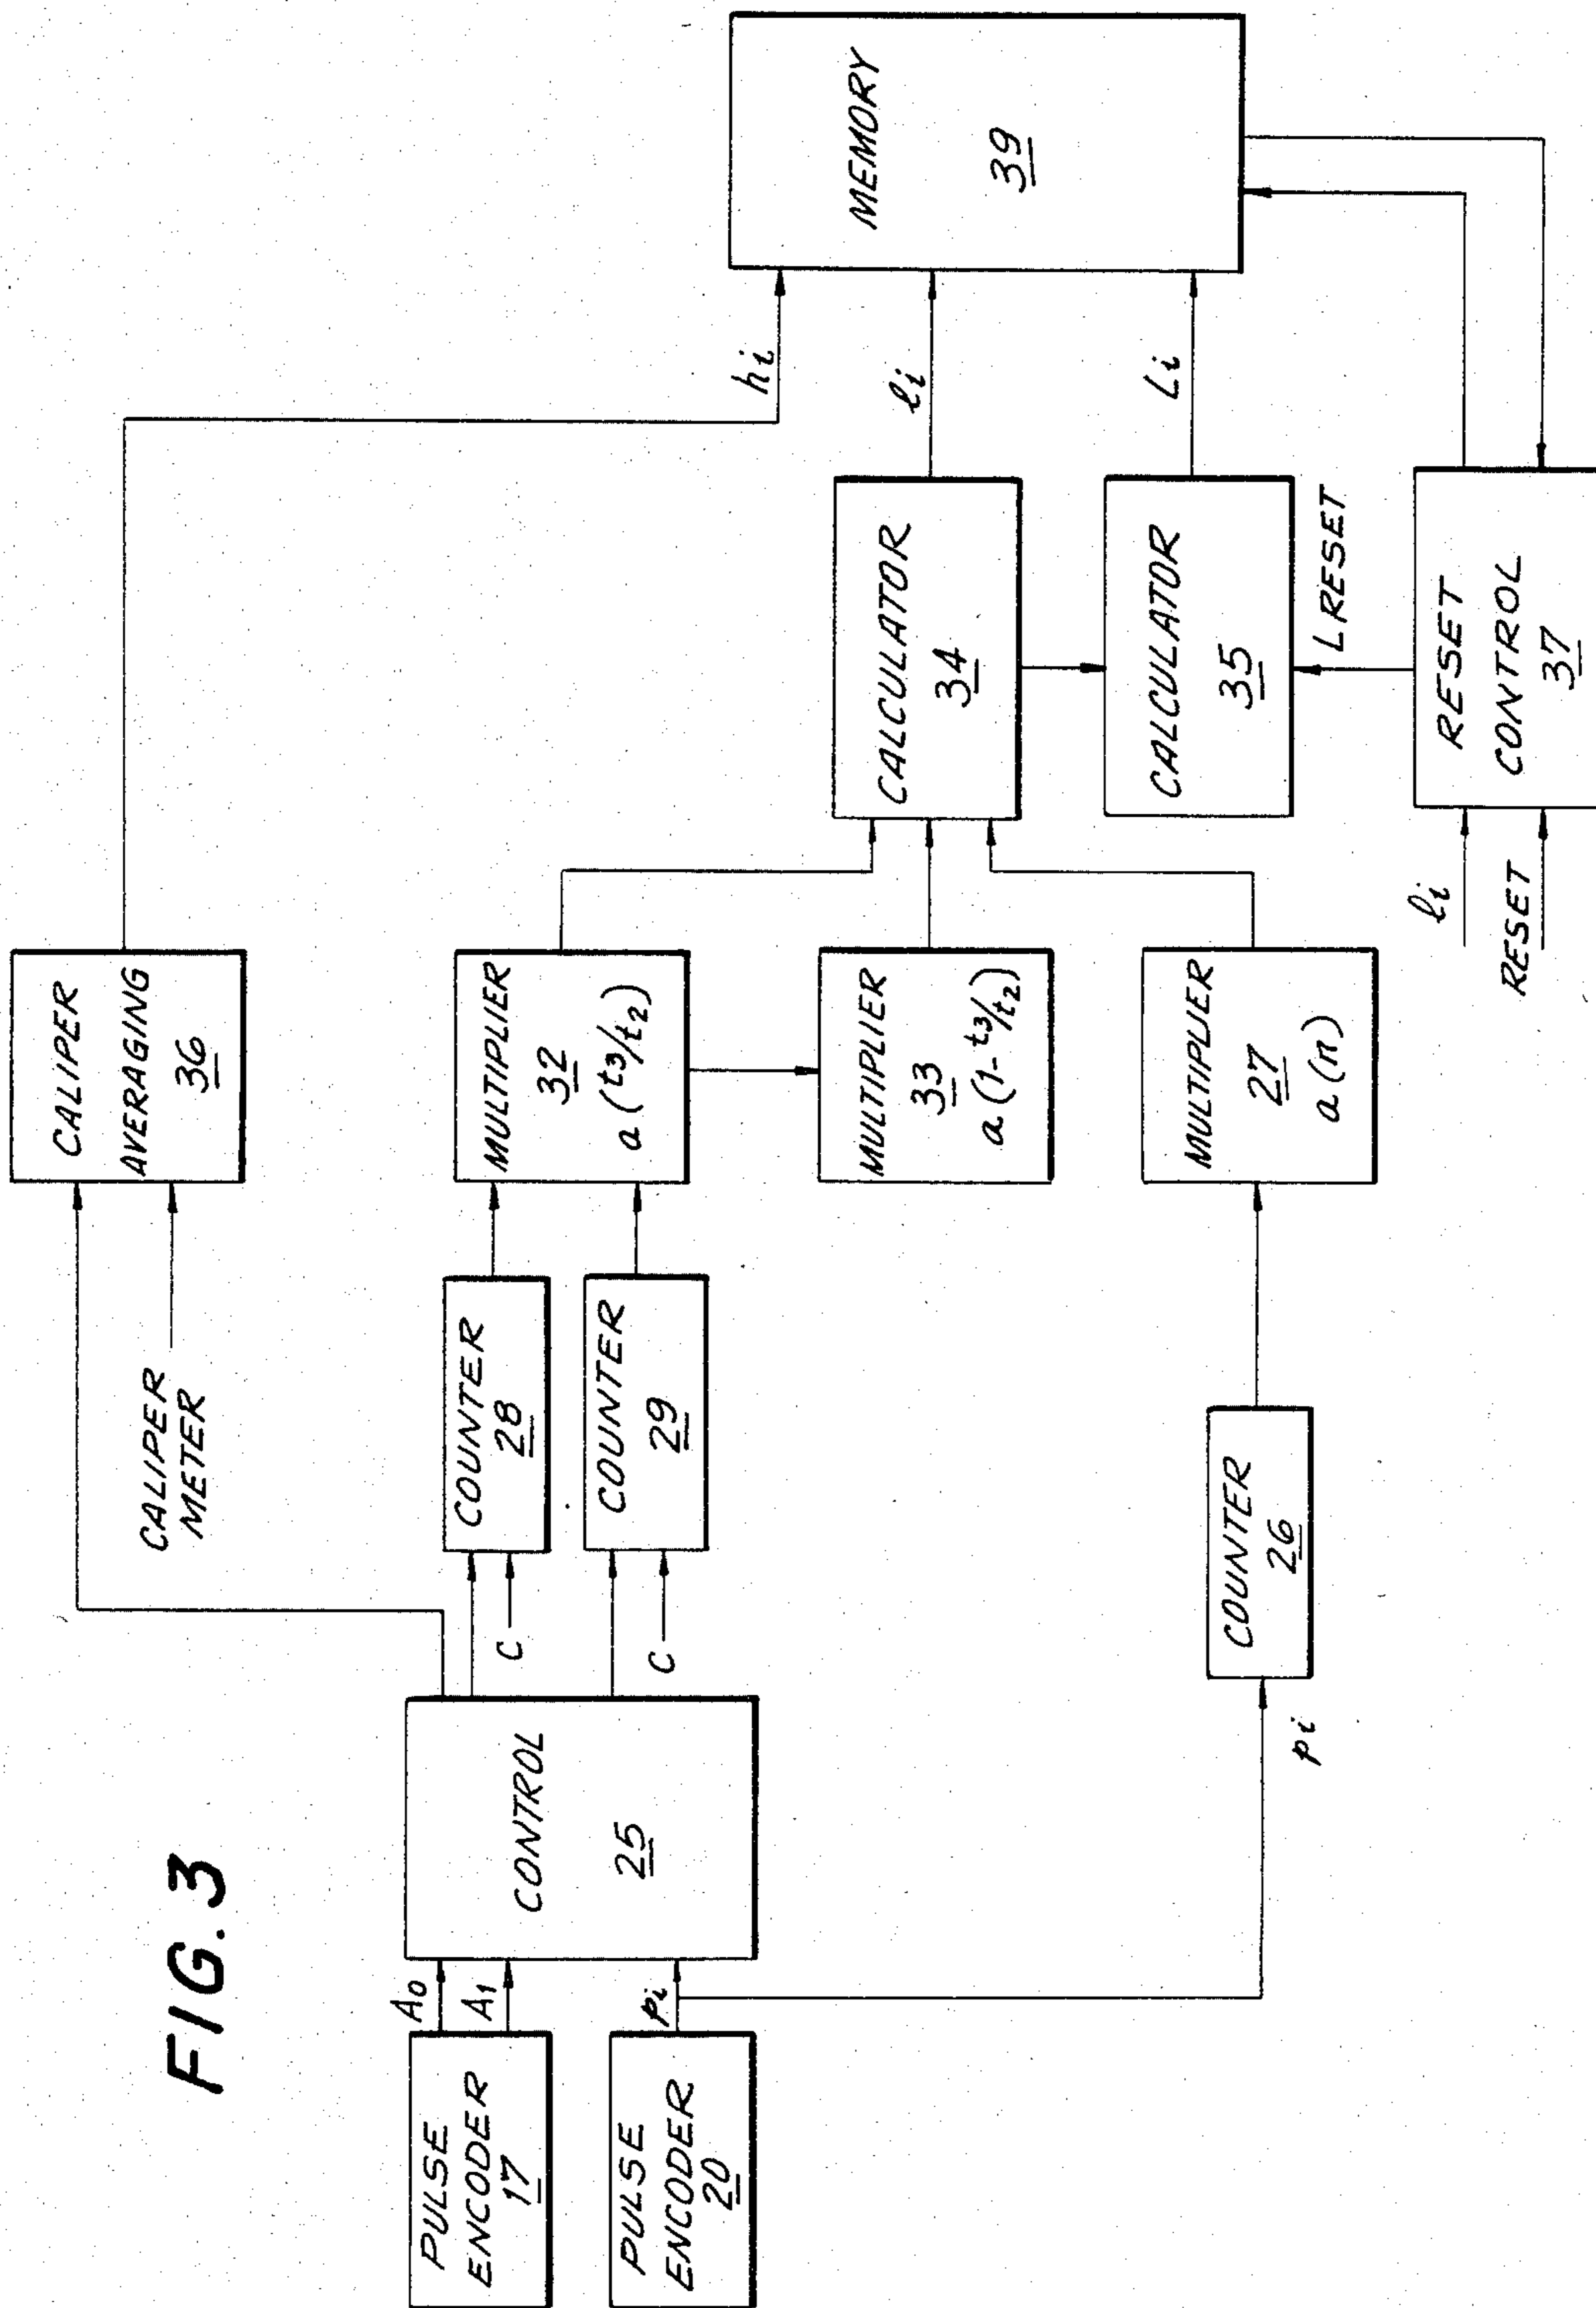 FIG. 3
PULSE
ENCODER
17
A0
A1
PULSE
ENCODER
20
pi
CONTROL
25
CALIPER
METER
CALIPER
AVERAGING
36
C
COUNTER
28
C
COUNTER
29
pi
COUNTER
26
MULTIPLIER
32
a (t3/t2)
MULTIPLIER
33
a (1- t3/t2)
MULTIPLIER
27
a (n)
CALCULATOR
34
CALCULATOR
35
L RESET
li
RESET
RESET
CONTROL
37
hi
li
Li
MEMORY
39